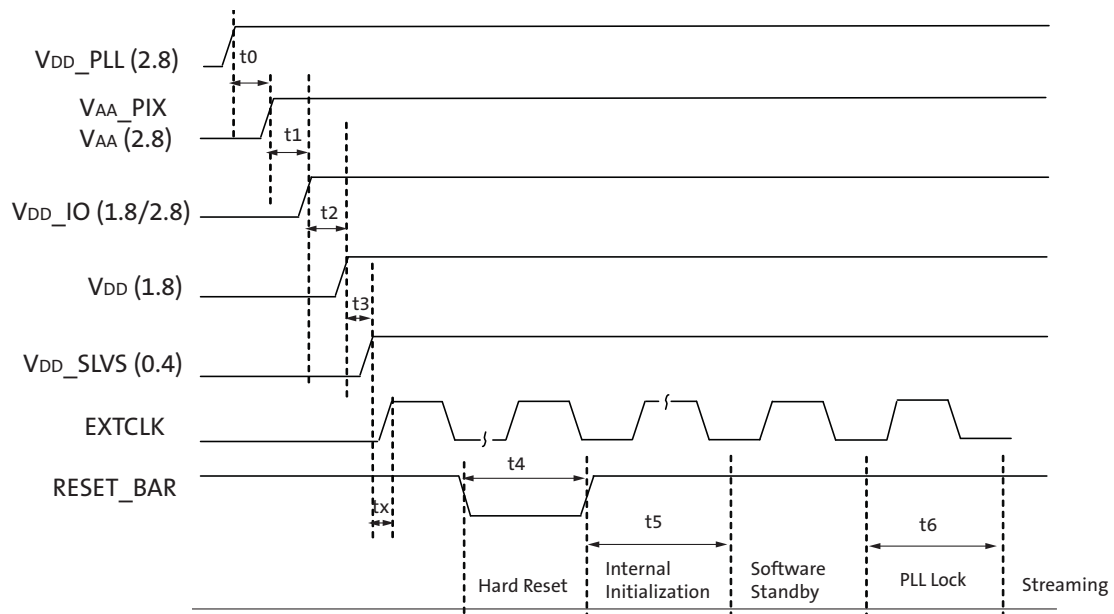 VDD_PLL (2.8)
t0
VAA_PIX
VAA (2.8)
t1
VDD_IO (1.8/2.8)
t2
VDD (1.8)
t3
VDD_SLVS (0.4)
EXTCLK
RESET_BAR
t4
tx
t5
t6
Hard Reset
Internal
Initialization
Software
Standby
PLL Lock
Streaming